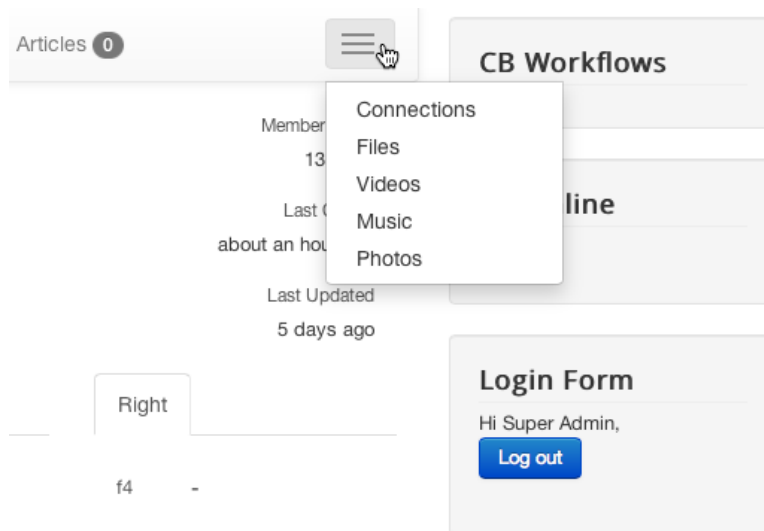 Articles 0
CB Workflows
Connections
Member
Files
13
Videos
line
Last
Music
about an hou
Photos
Last Updated
5 days ago
Login Form
Right
Hi Super Admin,
Log out
f4 -